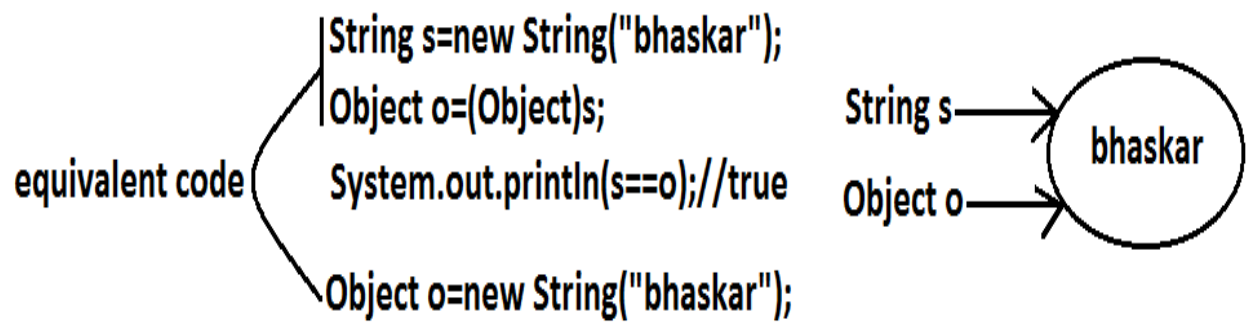 String s=new String("bhaskar");
Object o=(Object)s;
equivalent code
System.out.println(s==o);//true
Object o=new String("bhaskar");
String s
Object o
bhaskar